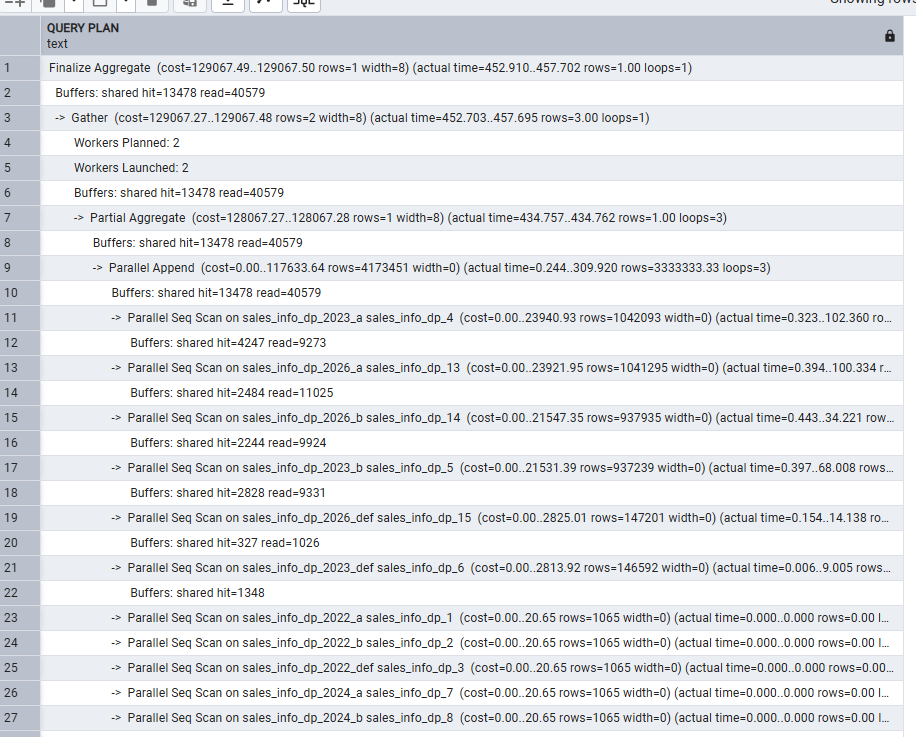 Showing rows
QUERY PLAN
text
1 Finalize Aggregate (cost=129067.49..129067.50 rows=1 width=8) (actual time=452.910..457.702 rows=1.00 loops=1)
2 Buffers: shared hit=13478 read=40579
3 -> Gather (cost=129067.27..129067.48 rows=2 width=8) (actual time=452.703..457.695 rows=3.00 loops=1)
4 Workers Planned: 2
5 Workers Launched: 2
6 Buffers: shared hit=13478 read=40579
7 -> Partial Aggregate (cost=128067.27..128067.28 rows=1 width=8) (actual time=434.757..434.762 rows=1.00 loops=3)
8 Buffers: shared hit=13478 read=40579
9 -> Parallel Append (cost=0.00..117633.64 rows=4173451 width=0) (actual time=0.244..309.920 rows=3333333.33 loops=3)
10 Buffers: shared hit=13478 read=40579
11 -> Parallel Seq Scan on sales_info_dp_2023_a sales_info_dp_4 (cost=0.00..23940.93 rows=1042093 width=0) (actual time=0.323..102.360 ro...
12 Buffers: shared hit=4247 read=9273
13 -> Parallel Seq Scan on sales_info_dp_2026_a sales_info_dp_13 (cost=0.00..23921.95 rows=1041295 width=0) (actual time=0.394..100.334 r...
14 Buffers: shared hit=2484 read=11025
15 -> Parallel Seq Scan on sales_info_dp_2026_b sales_info_dp_14 (cost=0.00..21547.35 rows=937935 width=0) (actual time=0.443..34.221 row...
16 Buffers: shared hit=2244 read=9924
17 -> Parallel Seq Scan on sales_info_dp_2023_b sales_info_dp_5 (cost=0.00..21531.39 rows=937239 width=0) (actual time=0.397..68.008 rows...
18 Buffers: shared hit=2828 read=9331
19 -> Parallel Seq Scan on sales_info_dp_2026_def sales_info_dp_15 (cost=0.00..2825.01 rows=147201 width=0) (actual time=0.154..14.138 ro...
20 Buffers: shared hit=327 read=1026
21 -> Parallel Seq Scan on sales_info_dp_2023_def sales_info_dp_6 (cost=0.00..2813.92 rows=146592 width=0) (actual time=0.006..9.005 rows...
22 Buffers: shared hit=1348
23 -> Parallel Seq Scan on sales_info_dp_2022_a sales_info_dp_1 (cost=0.00..20.65 rows=1065 width=0) (actual time=0.000..0.000 rows=0.00 l...
24 -> Parallel Seq Scan on sales_info_dp_2022_b sales_info_dp_2 (cost=0.00..20.65 rows=1065 width=0) (actual time=0.000..0.000 rows=0.00 l...
25 -> Parallel Seq Scan on sales_info_dp_2022_def sales_info_dp_3 (cost=0.00..20.65 rows=1065 width=0) (actual time=0.000..0.000 rows=0.00...
26 -> Parallel Seq Scan on sales_info_dp_2024_a sales_info_dp_7 (cost=0.00..20.65 rows=1065 width=0) (actual time=0.000..0.000 rows=0.00 l...
27 -> Parallel Seq Scan on sales_info_dp_2024_b sales_info_dp_8 (cost=0.00..20.65 rows=1065 width=0) (actual time=0.000..0.000 rows=0.00 l...